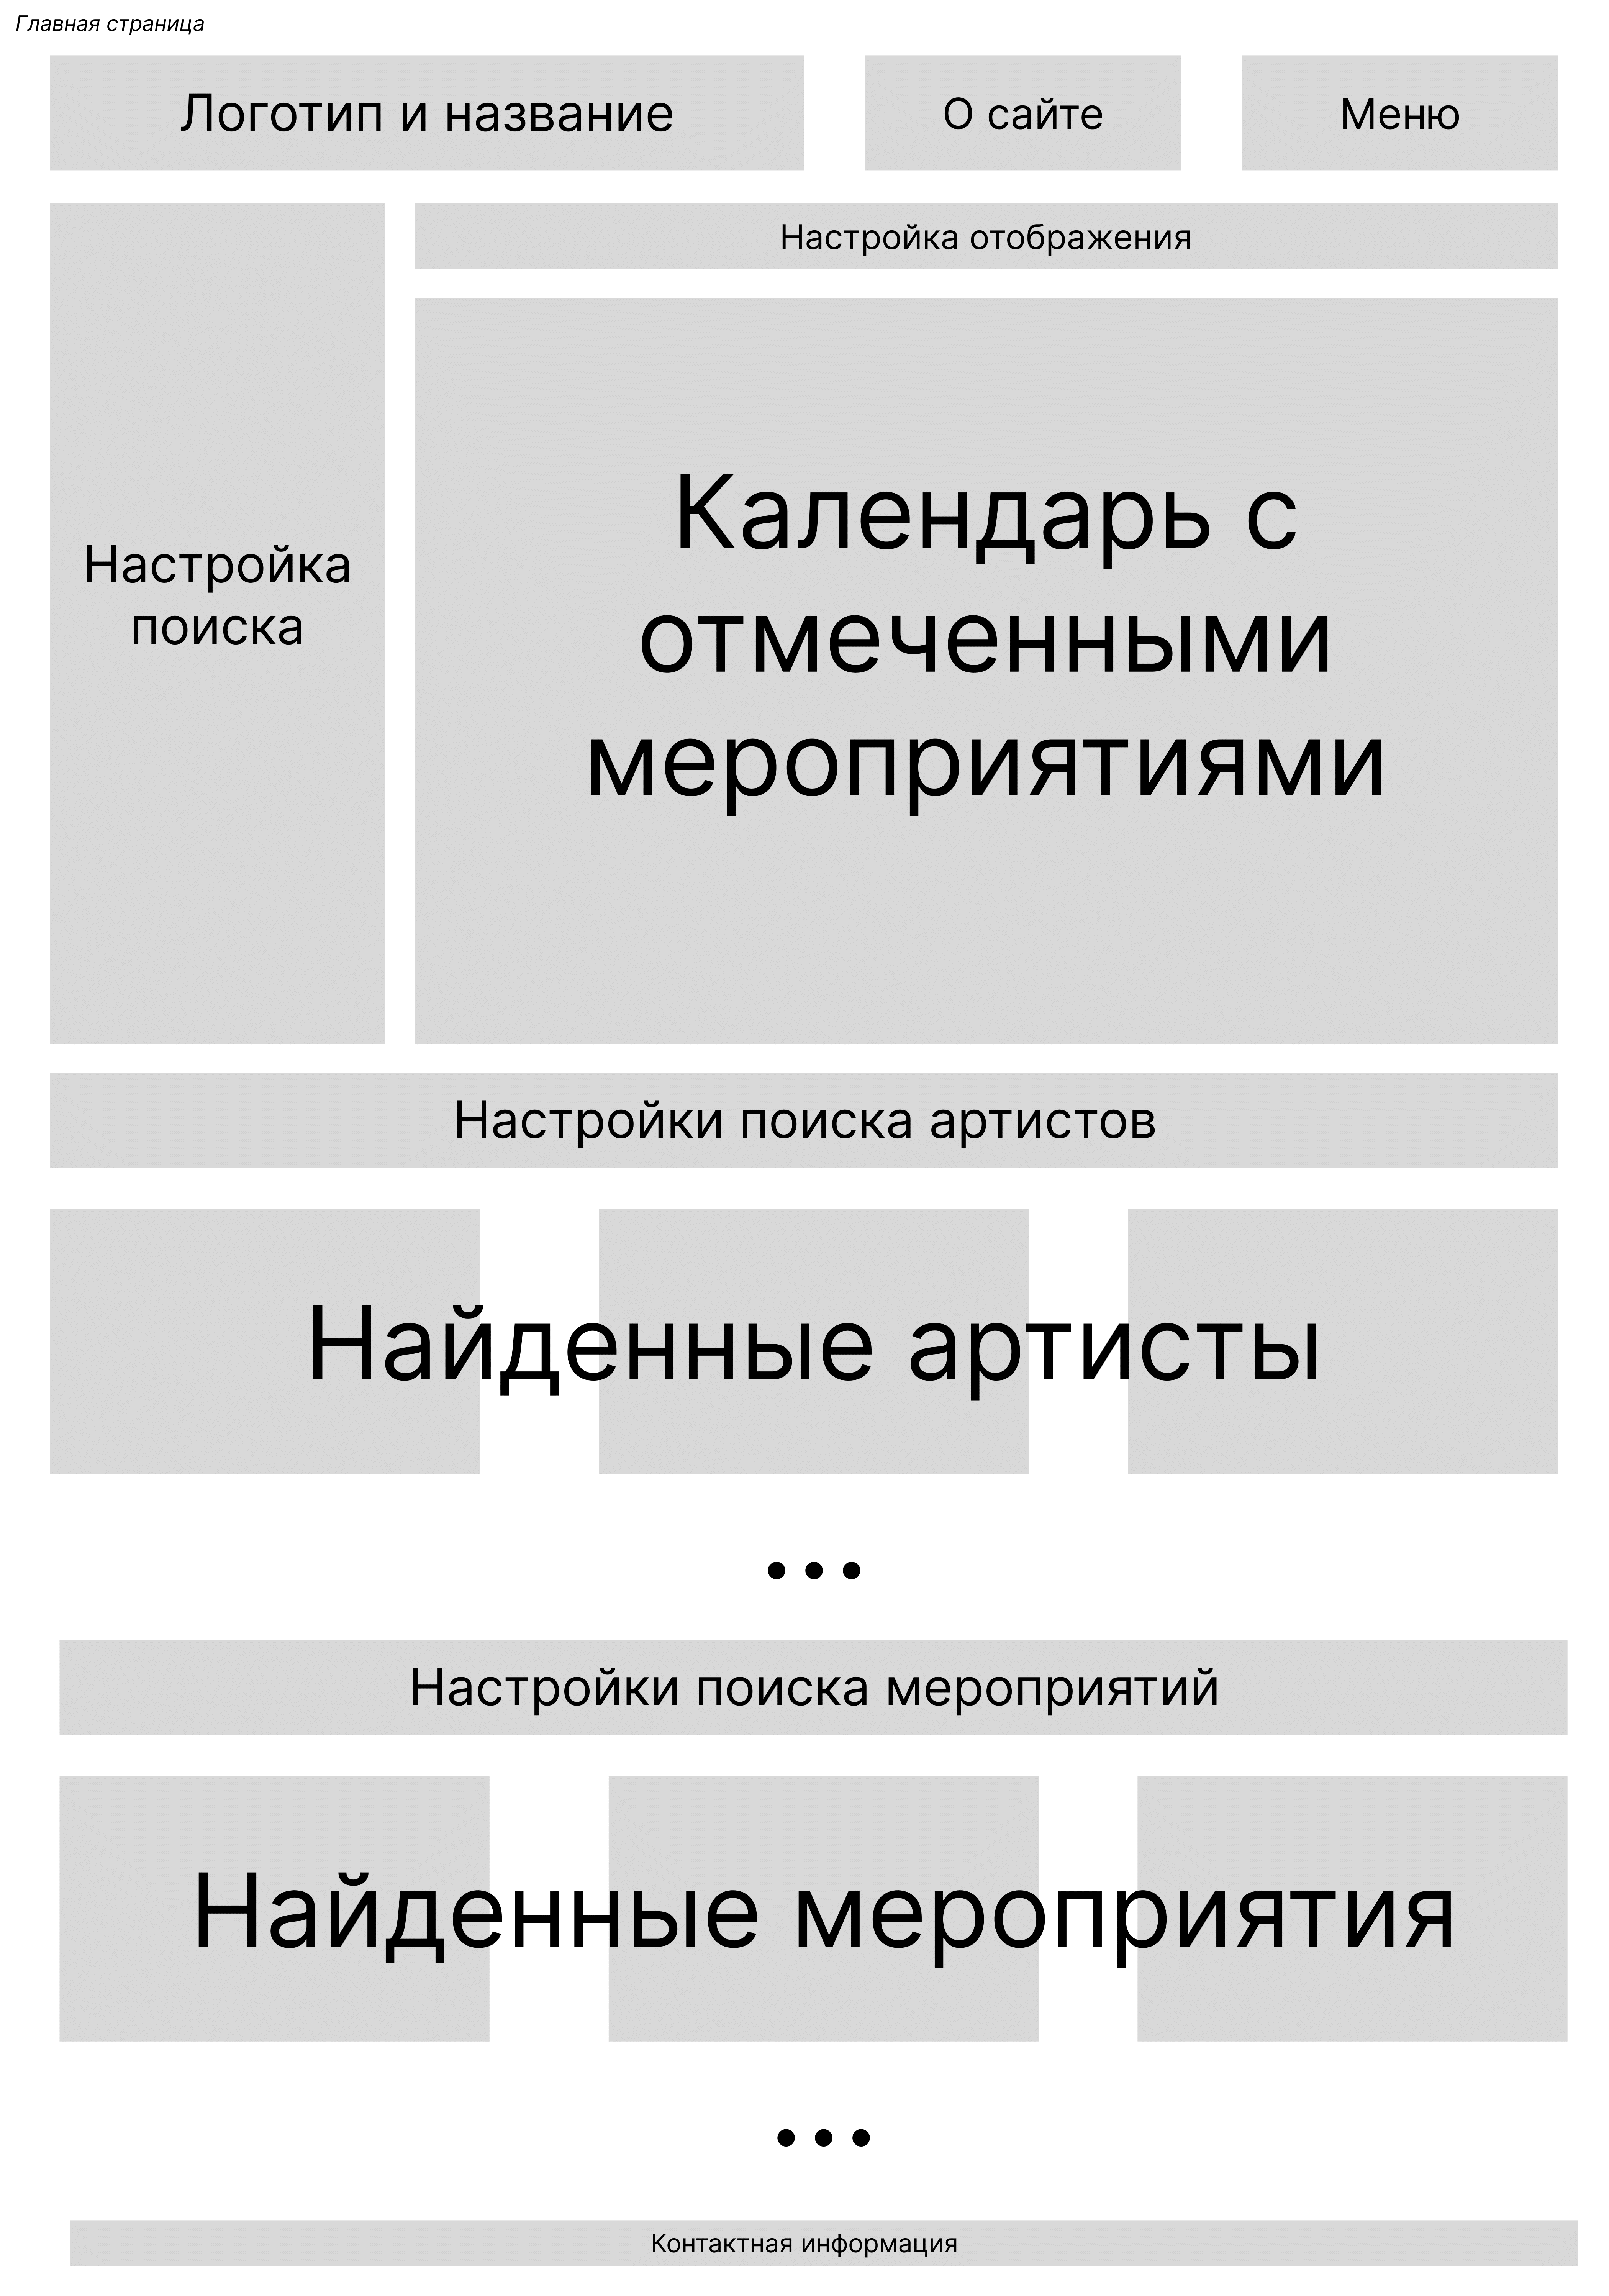 Главная страница
Логотип и название
О сайте
Меню
Настройка отображения
Настройка
поиска
Календарь с
отмеченными
мероприятиями
Настройки поиска артистов
Найденные артисты
...
Настройки поиска мероприятий
Найденные мероприятия
...
Контактная информация